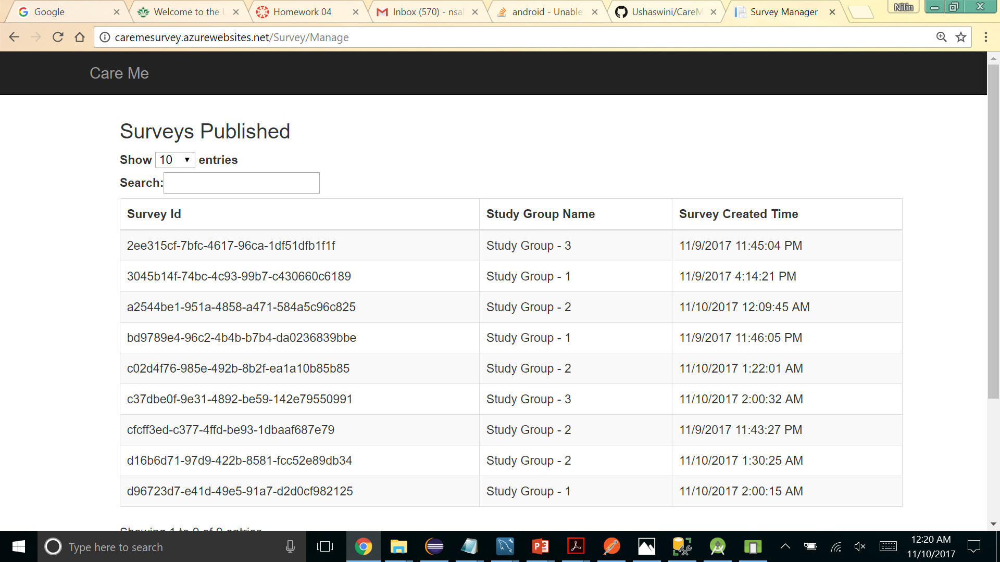 Google
Welcome to the U
Homework 04
Inbox (570) - nsal
android - Unable
Ushaswini/CareM
Survey Manager
Nitin
caremesurvey.azurewebsites.net/Survey/Manage
Care Me
Surveys Published
Show 10 entries
Search:
Survey Id Study Group Name Survey Created Time
2ee315cf-7bfc-4617-96ca-1df51dfb1f1f Study Group - 3 11/9/2017 11:45:04 PM
3045b14f-74bc-4c93-99b7-c430660c6189 Study Group - 1 11/9/2017 4:14:21 PM
a2544be1-951a-4858-a471-584a5c96c825 Study Group - 2 11/10/2017 12:09:45 AM
bd9789e4-96c2-4b4b-b7b4-da0236839bbe Study Group - 1 11/9/2017 11:46:05 PM
c02d4f76-985e-492b-8b2f-ea1a10b85b85 Study Group - 2 11/10/2017 1:22:01 AM
c37dbe0f-9e31-4892-be59-142e79550991 Study Group - 3 11/10/2017 2:00:32 AM
cfcff3ed-c377-4ffd-be93-1dbaaf687e79 Study Group - 2 11/9/2017 11:43:27 PM
d16b6d71-97d9-422b-8581-fcc52e89db34 Study Group - 2 11/10/2017 1:30:25 AM
d96723d7-e41d-49e5-91a7-d2d0cf982125 Study Group - 1 11/10/2017 2:00:15 AM
Showing 1 to 9 of 9 entries
Type here to search
12:20 AM
11/10/2017